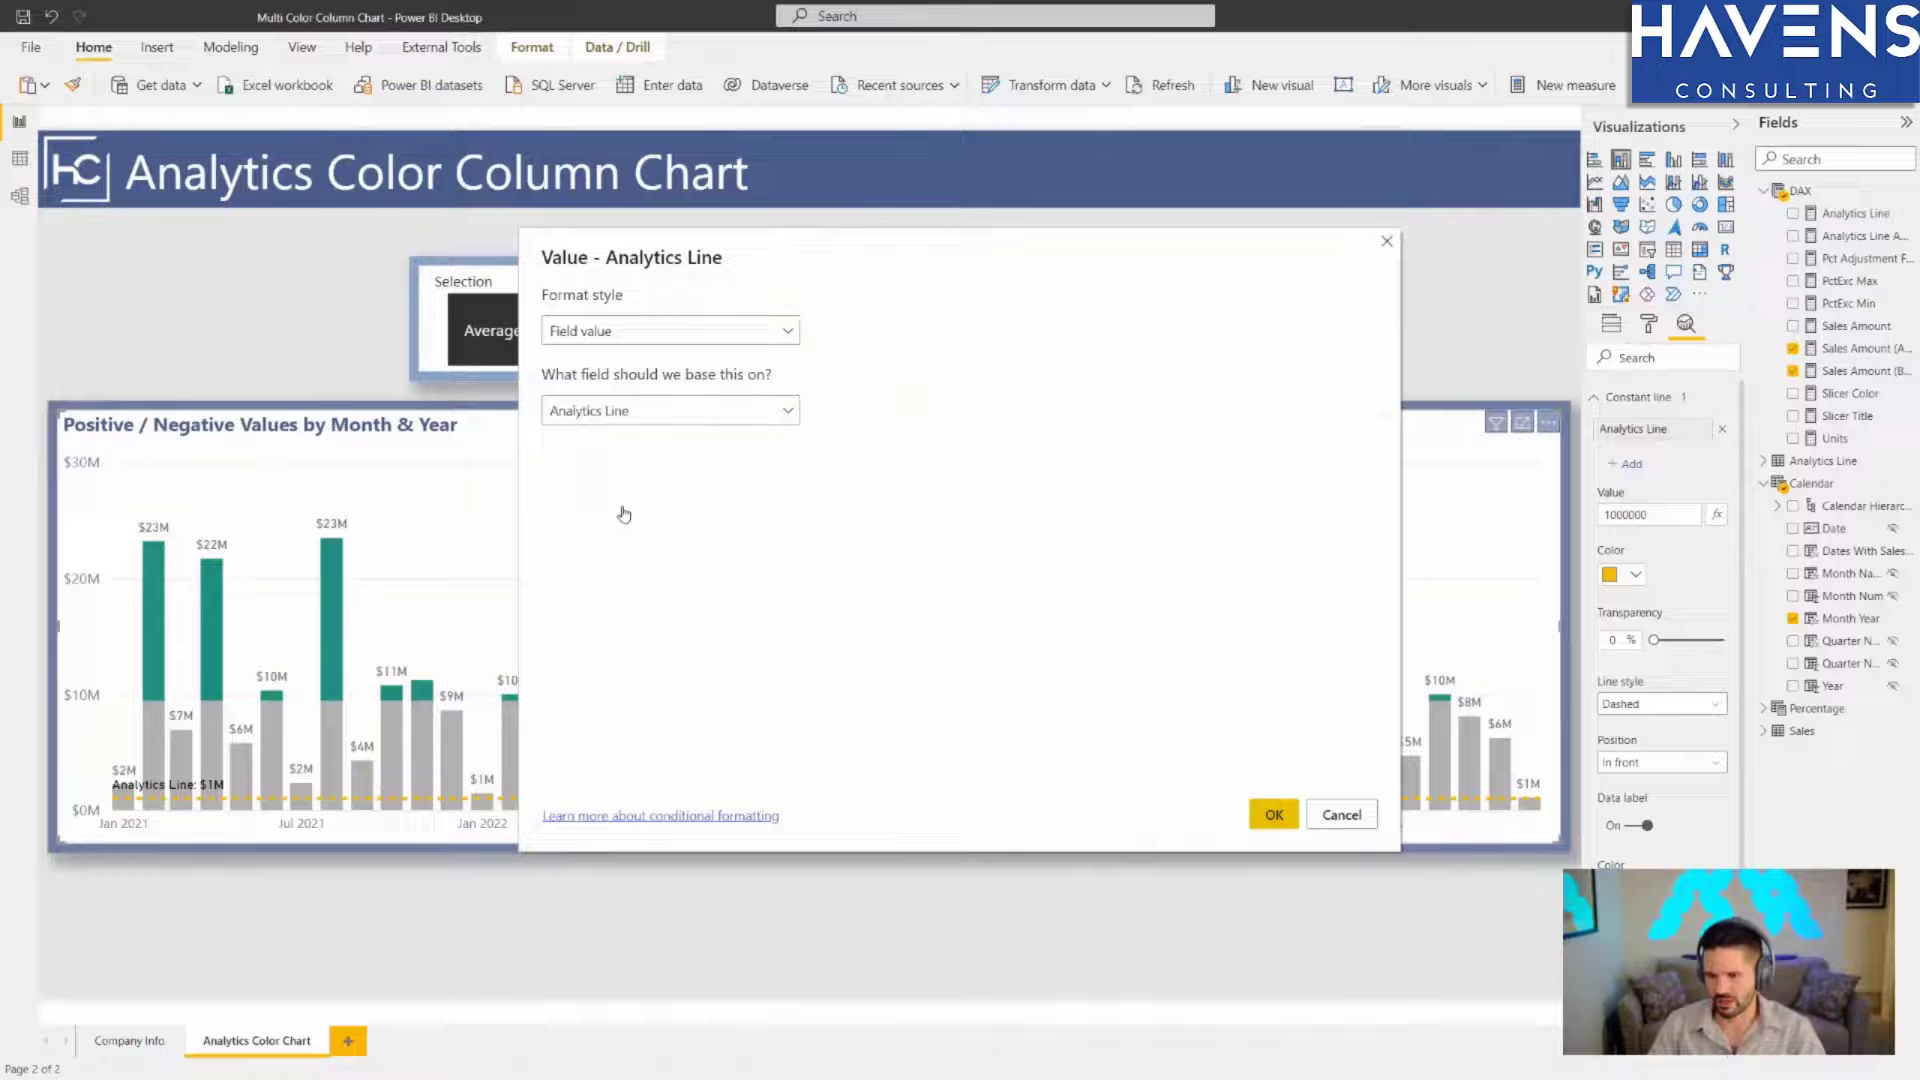 Multi Color Column Chart - Power BI Desktop
Search
HAVENS
CONSULTING
File
Home
Insert
Modeling
View
Help
External Tools
Format
Data / Drill
Get data
Excel workbook
Power BI datasets
SQL Server
Enter data
Dataverse
Recent sources
Transform data
Refresh
New visual
More visuals
New measure
HC
Analytics Color Column Chart
Selection
Average
Positive / Negative Values by Month & Year
$30M
$20M
$10M
$0M
$23M
$22M
$23M
$7M
$6M
$10M
$2M
$4M
$11M
$9M
$1M
$10
$2M
Analytics Line: $1M
Jan 2021
Jul 2021
Jan 2022
$5M
$10M
$8M
$6M
$1M
Value - Analytics Line
Format style
Field value
What field should we base this on?
Analytics Line
Learn more about conditional formatting
OK
Cancel
Visualizations
R
Py
Search
Constant line 1
Analytics Line
+ Add
Value
1000000
fx
Color
Transparency
0 %
Line style
Dashed
Position
In front
Data label
On
Color
Fields
Search
DAX
Analytics Line
Analytics Line A...
Pct Adjustment F...
PctExc Max
PctExc Min
Sales Amount
Sales Amount (A...
Sales Amount (B...
Slicer Color
Slicer Title
Units
Analytics Line
Calendar
Calendar Hierarc...
Date
Dates With Sales...
Month Na...
Month Num
Month Year
Quarter N...
Quarter N...
Year
Percentage
Sales
Company Info
Analytics Color Chart
+
Page 2 of 2